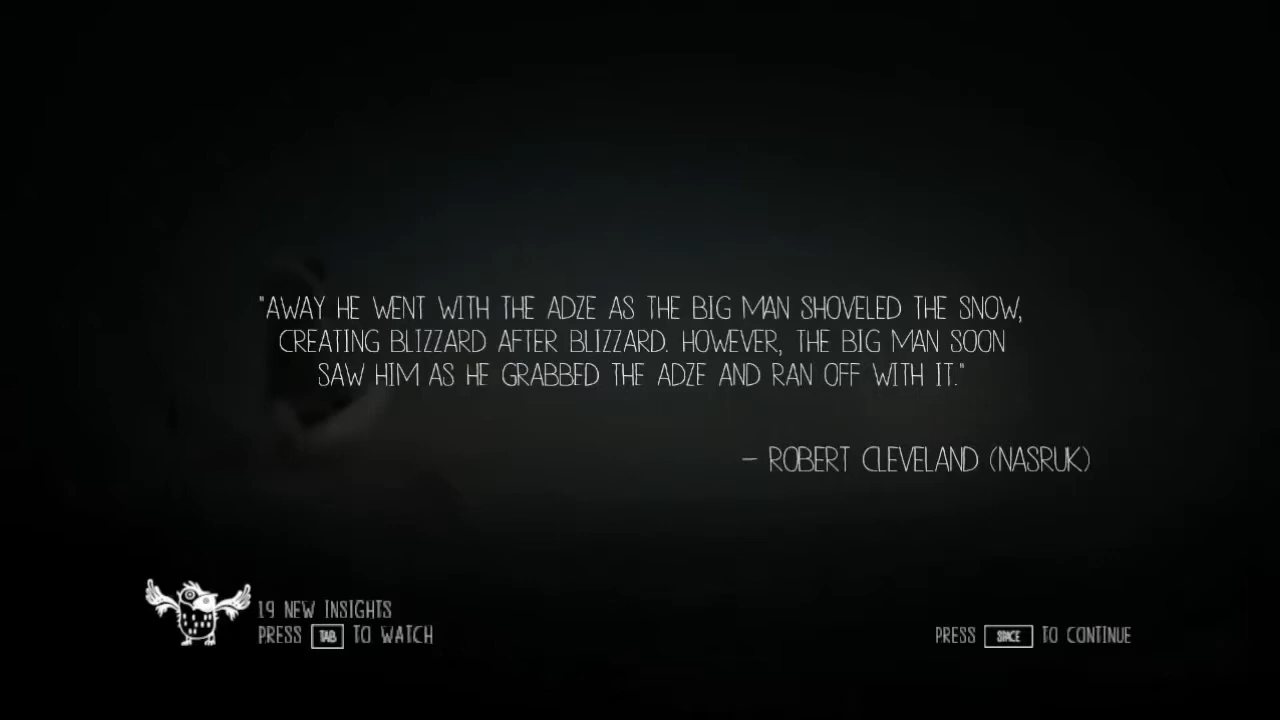 "AWAY HE WENT WITH THE ADZE AS THE BIG MAN SHOVELED THE SNOW,
CREATING BLIZZARD AFTER BLIZZARD. HOWEVER, THE BIG MAN SOON
SAW HIM AS HE GRABBED THE ADZE AND RAN OFF WITH IT."
– ROBERT CLEVELAND (NASRUK)
19 NEW INSIGHTS
PRESS TAB TO WATCH
PRESS SPACE TO CONTINUE